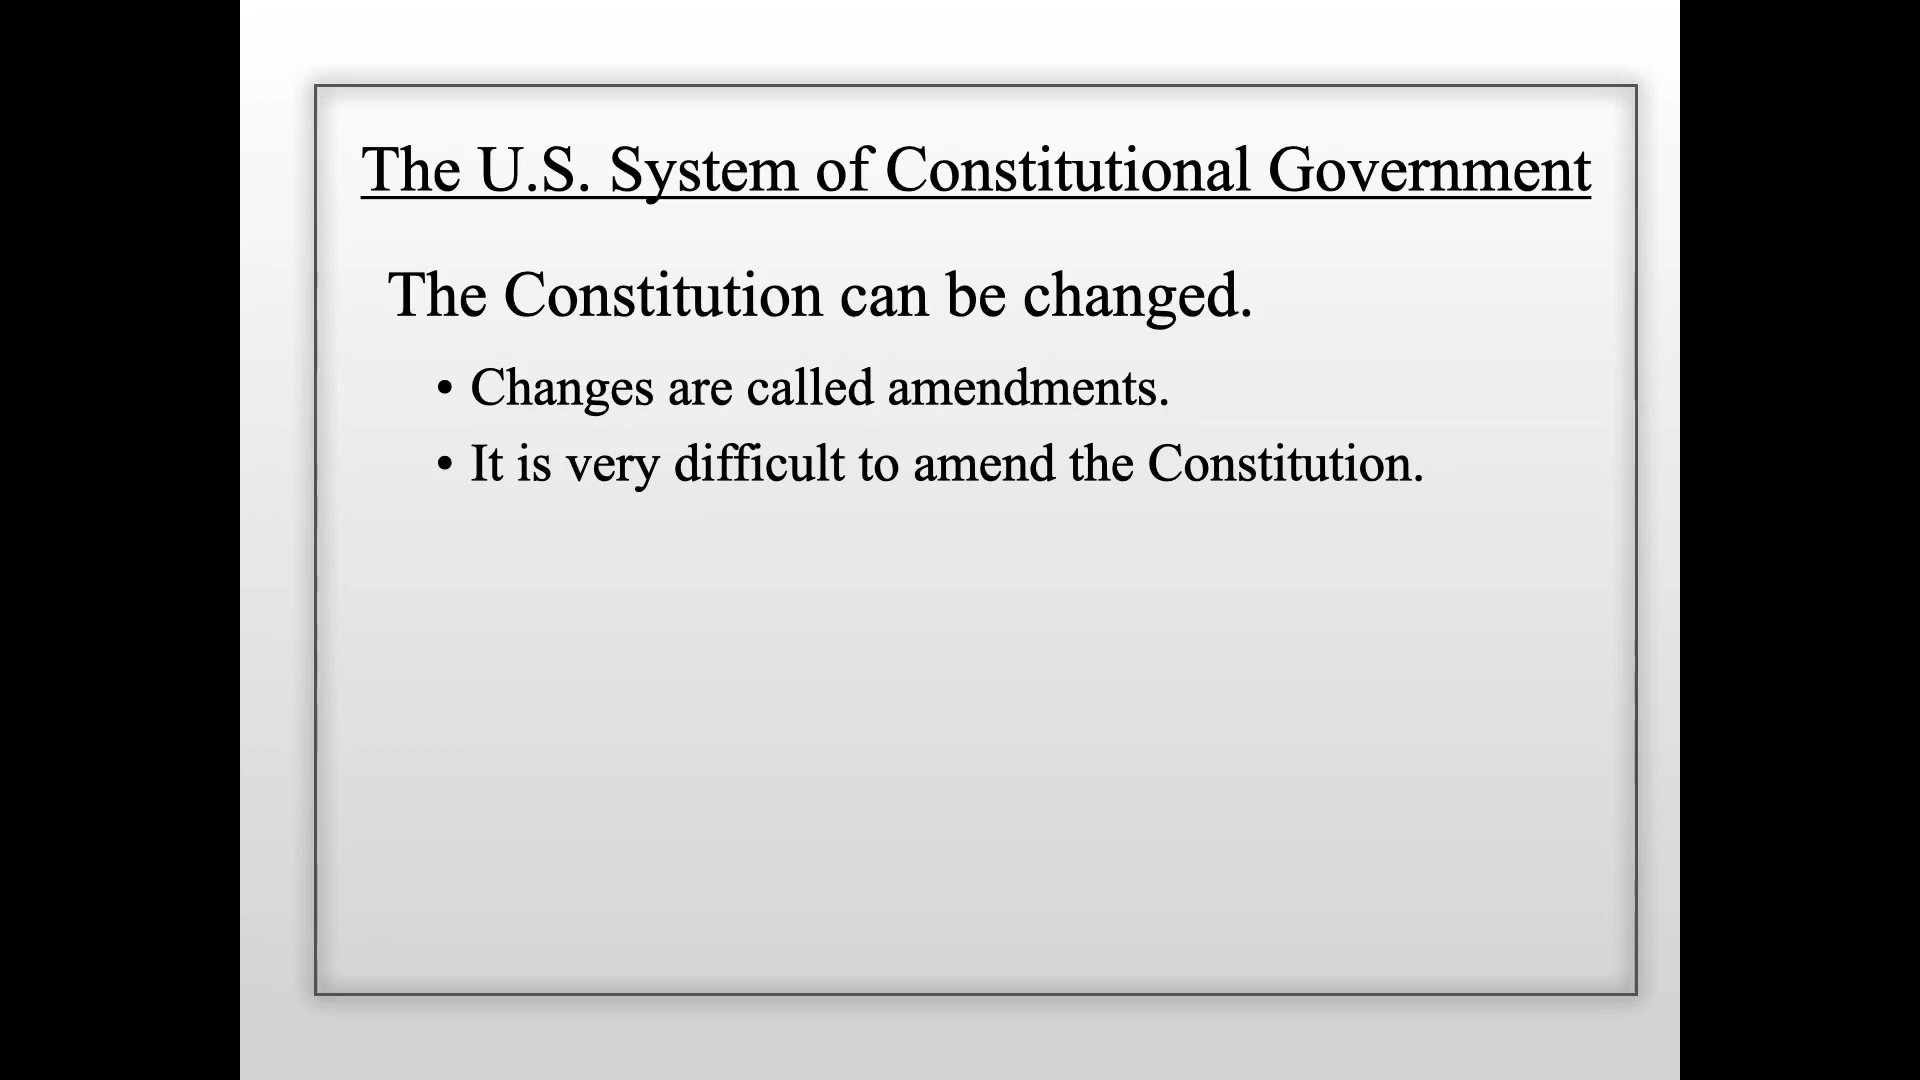 The U.S. System of Constitutional Government
The Constitution can be changed.
• Changes are called amendments.
• It is very difficult to amend the Constitution.